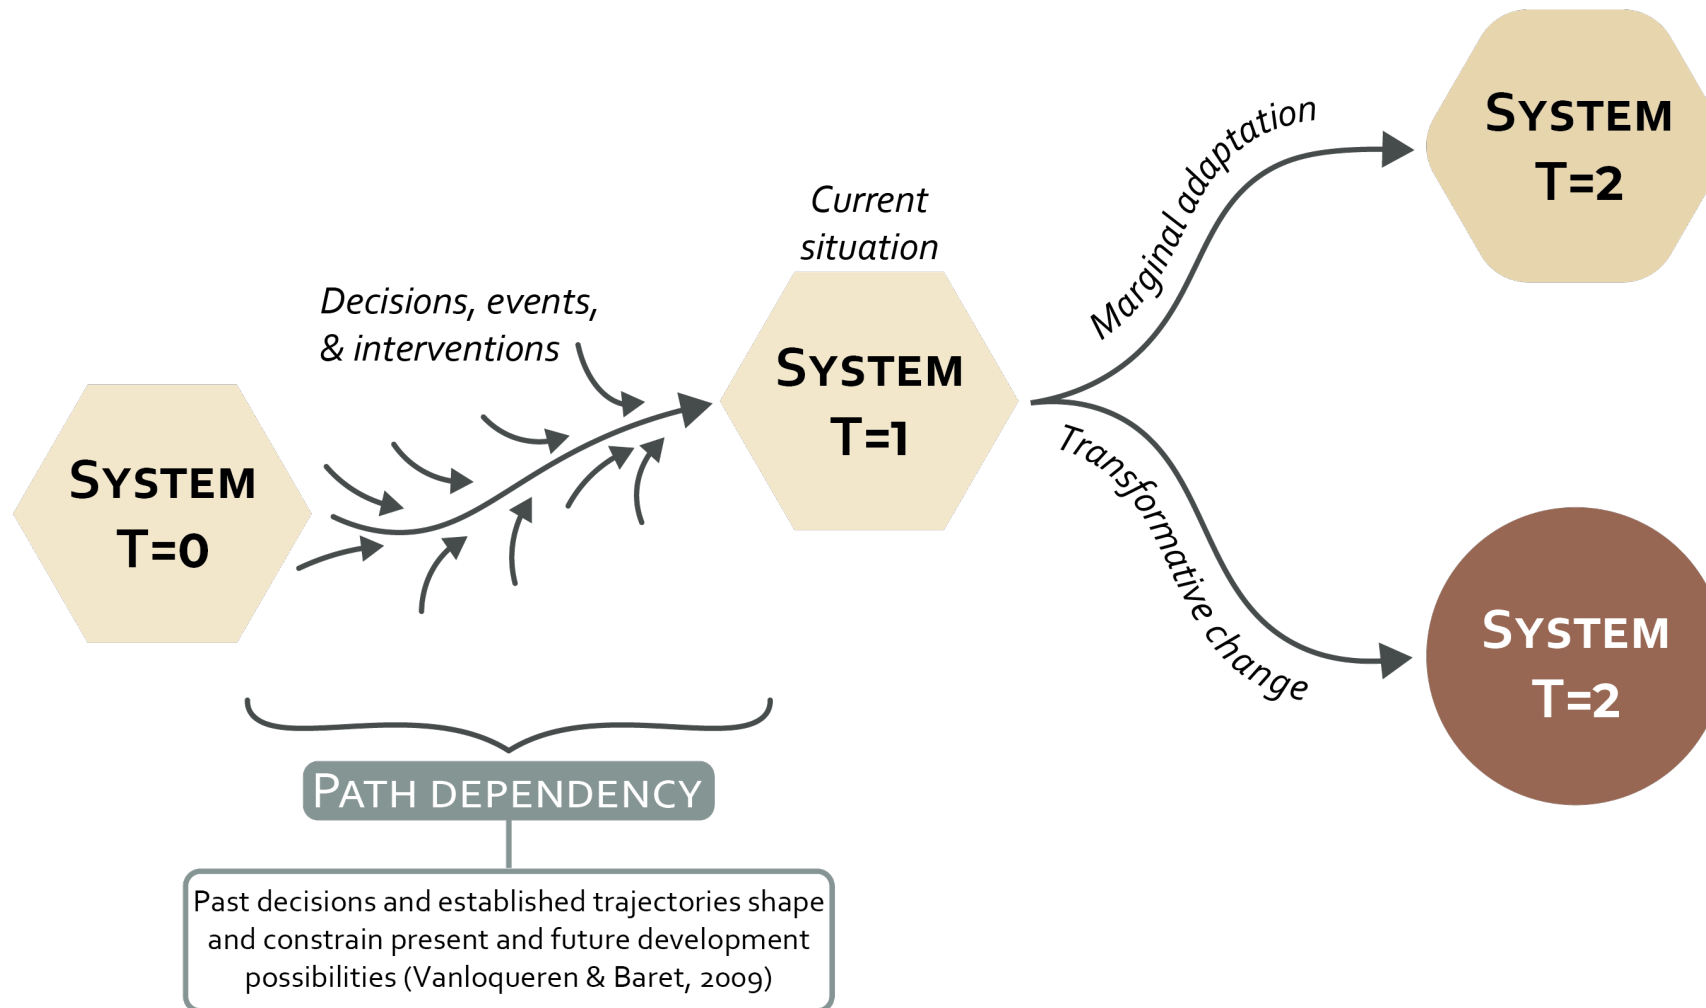 System
T=0
Decisions, events,
& interventions
Current
situation
System
T=1
Marginal adaptation
System
T=2
Transformative change
System
T=2
Path dependency
Past decisions and established trajectories shape
and constrain present and future development
possibilities (Vanloqueren & Baret, 2009)